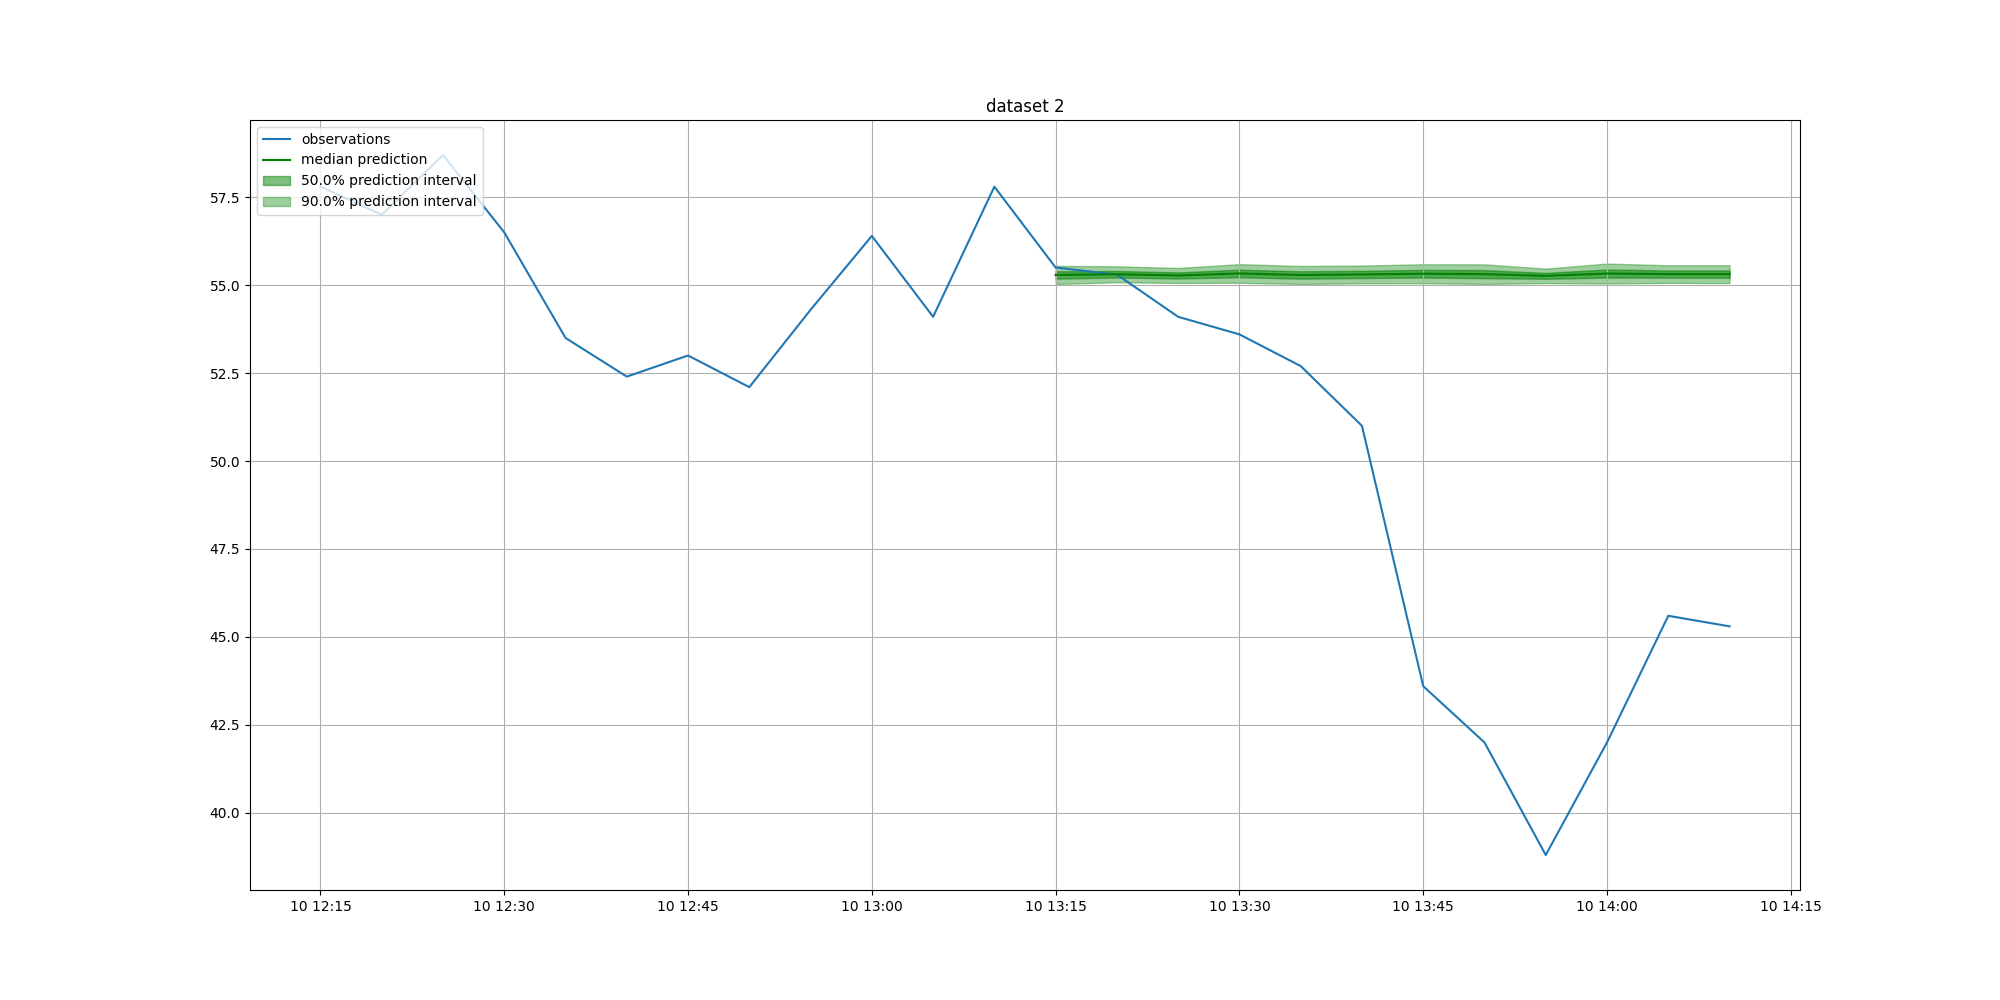 dataset 2
observations
median prediction
50.0% prediction interval
90.0% prediction interval
57.5
55.0
52.5
50.0
47.5
45.0
42.5
40.0
10 12:15 10 12:30 10 12:45 10 13:00 10 13:15 10 13:30 10 13:45 10 14:00 10 14:15